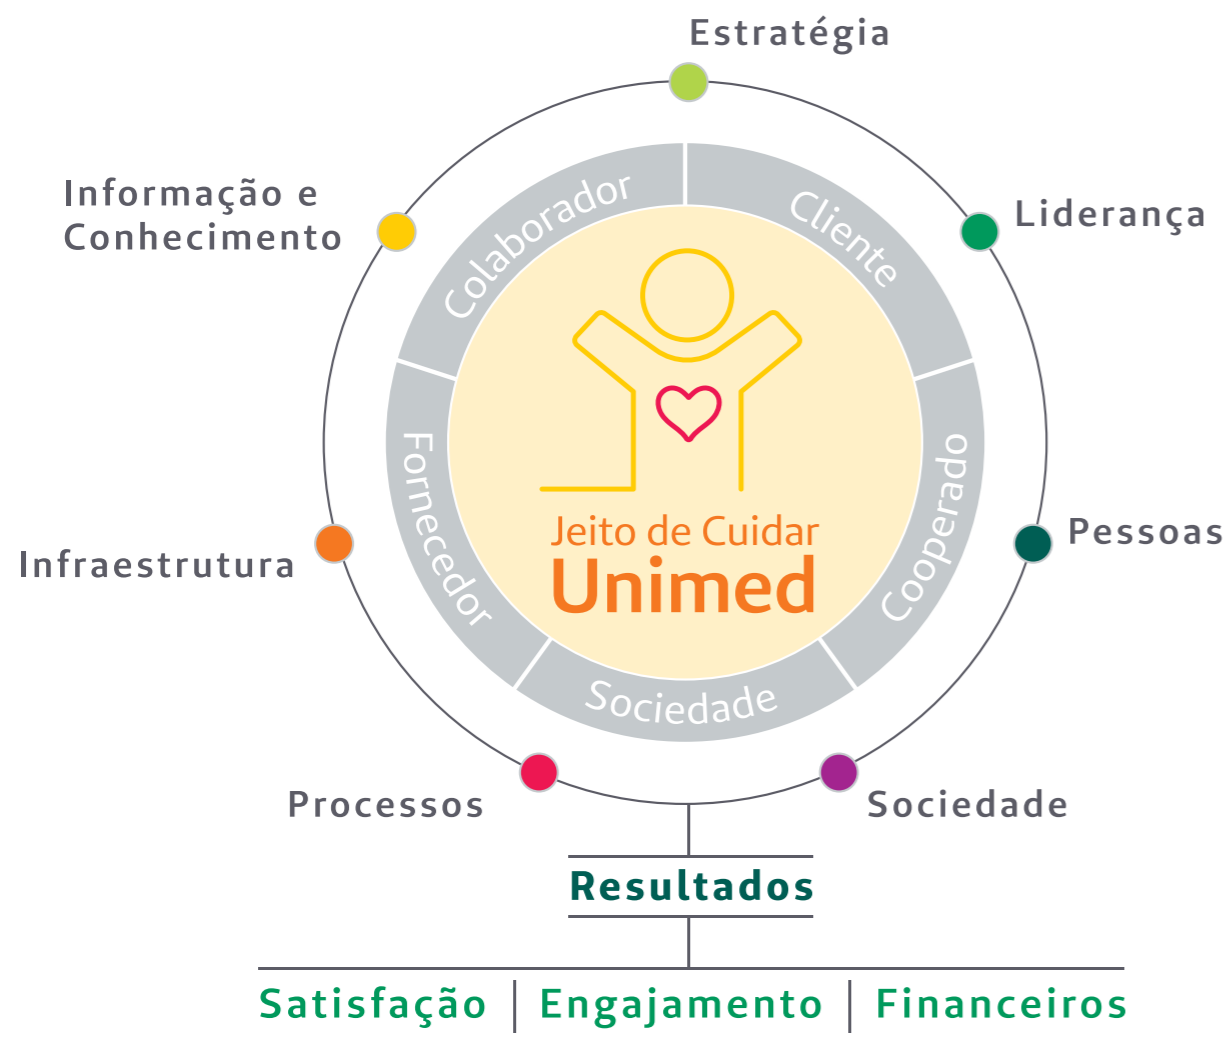 Estratégia
Informação e
Conhecimento
Liderança
Colaborador
Cliente
Fornecedor
Cooperado
Jeito de Cuidar
Unimed
Infraestrutura
Pessoas
Sociedade
Processos
Sociedade
Resultados
Satisfação
Engajamento
Financeiros